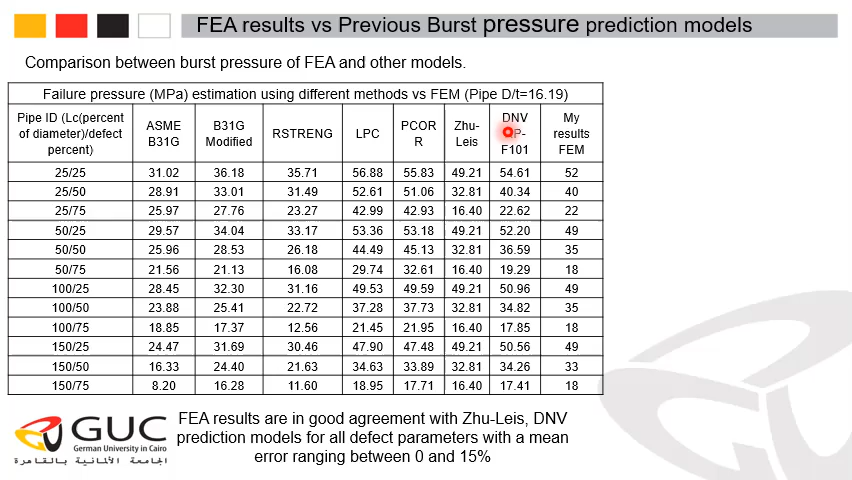 FEA results vs Previous Burst pressure prediction models
Comparison between burst pressure of FEA and other models.
Failure pressure (MPa) estimation using different methods vs FEM (Pipe D/t=16.19)
Pipe ID (Lc(percent of diameter)/defect percent) ASME B31G B31G Modified RSTRENG LPC PCOR R Zhu-Leis DNV P-F101 My results FEM
25/25 31.02 36.18 35.71 56.88 55.83 49.21 54.61 52
25/50 28.91 33.01 31.49 52.61 51.06 32.81 40.34 40
25/75 25.97 27.76 23.27 42.99 42.93 16.40 22.62 22
50/25 29.57 34.04 33.17 53.36 53.18 49.21 52.20 49
50/50 25.96 28.53 26.18 44.49 45.13 32.81 36.59 35
50/75 21.56 21.13 16.08 29.74 32.61 16.40 19.29 18
100/25 28.45 32.30 31.16 49.53 49.59 49.21 50.96 49
100/50 23.88 25.41 22.72 37.28 37.73 32.81 34.82 35
100/75 18.85 17.37 12.56 21.45 21.95 16.40 17.85 18
150/25 24.47 31.69 30.46 47.90 47.48 49.21 50.56 49
150/50 16.33 24.40 21.63 34.63 33.89 32.81 34.26 33
150/75 8.20 16.28 11.60 18.95 17.71 16.40 17.41 18
GUC
German University in Cairo
الجامعة الألمانية بالقاهرة
FEA results are in good agreement with Zhu-Leis, DNV
prediction models for all defect parameters with a mean
error ranging between 0 and 15%